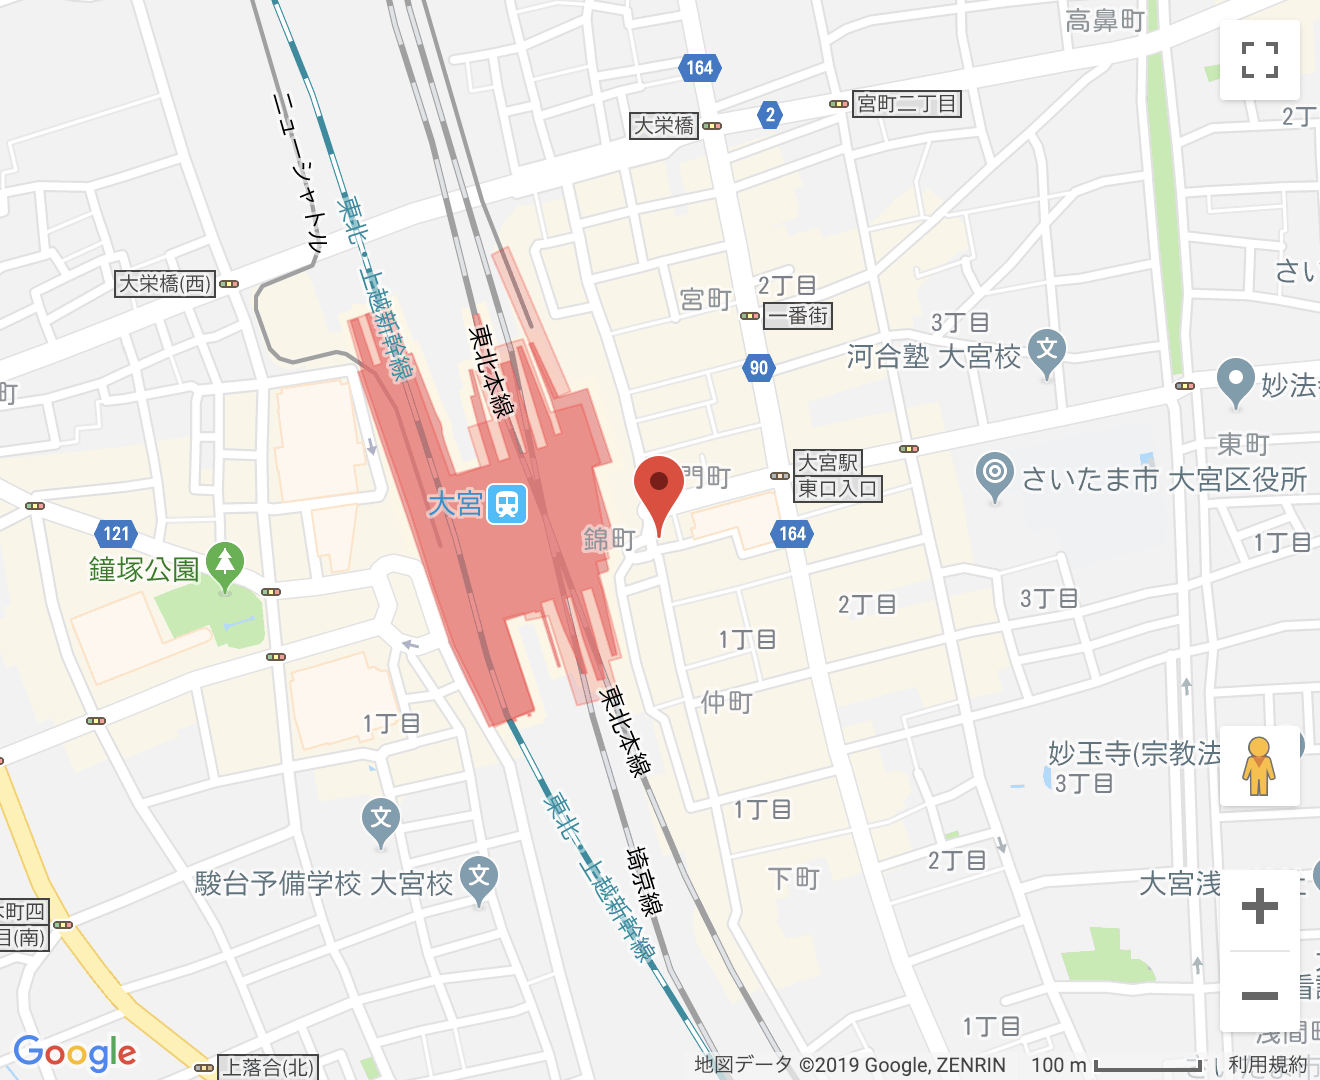 高鼻町
164
2
宮町二丁目
大栄橋
2丁
ニューシャトル
東北・上越新幹線
大栄橋(西)
宮町
2丁目
一番街
3丁目
河合塾 大宮校
東北本線
90
町
東町
大宮駅
東口入口
門町
さいたま市 大宮区役所
大宮
錦町
164
121
鐘塚公園
1丁目
2丁目
3丁目
1丁目
仲町
東北本線
1丁目
妙玉寺(宗教法
3丁目
1丁目
東北・上越新幹線
埼京線
下町
2丁目
駿台予備学校 大宮校
大宮浅
町四
目(南)
1丁目
浅間町
Google
上落合(北)
地図データ ©2019 Google, ZENRIN
100 m
利用規約